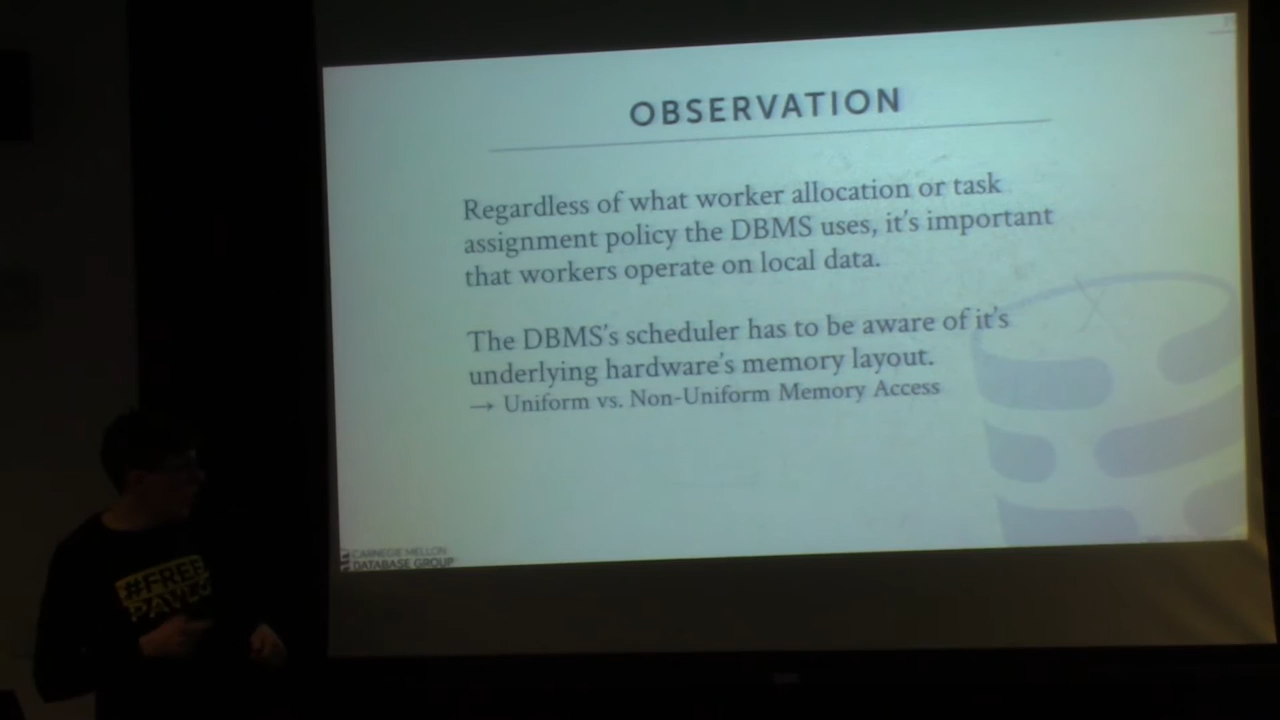 OBSERVATION
Regardless of what worker allocation or task
assignment policy the DBMS uses, it's important
that workers operate on local data.
The DBMS's scheduler has to be aware of it's
underlying hardware's memory layout.
→ Uniform vs. Non-Uniform Memory Access
CARNEGIE MELLON
DATABASE GROUP
#FREE
PAVLO